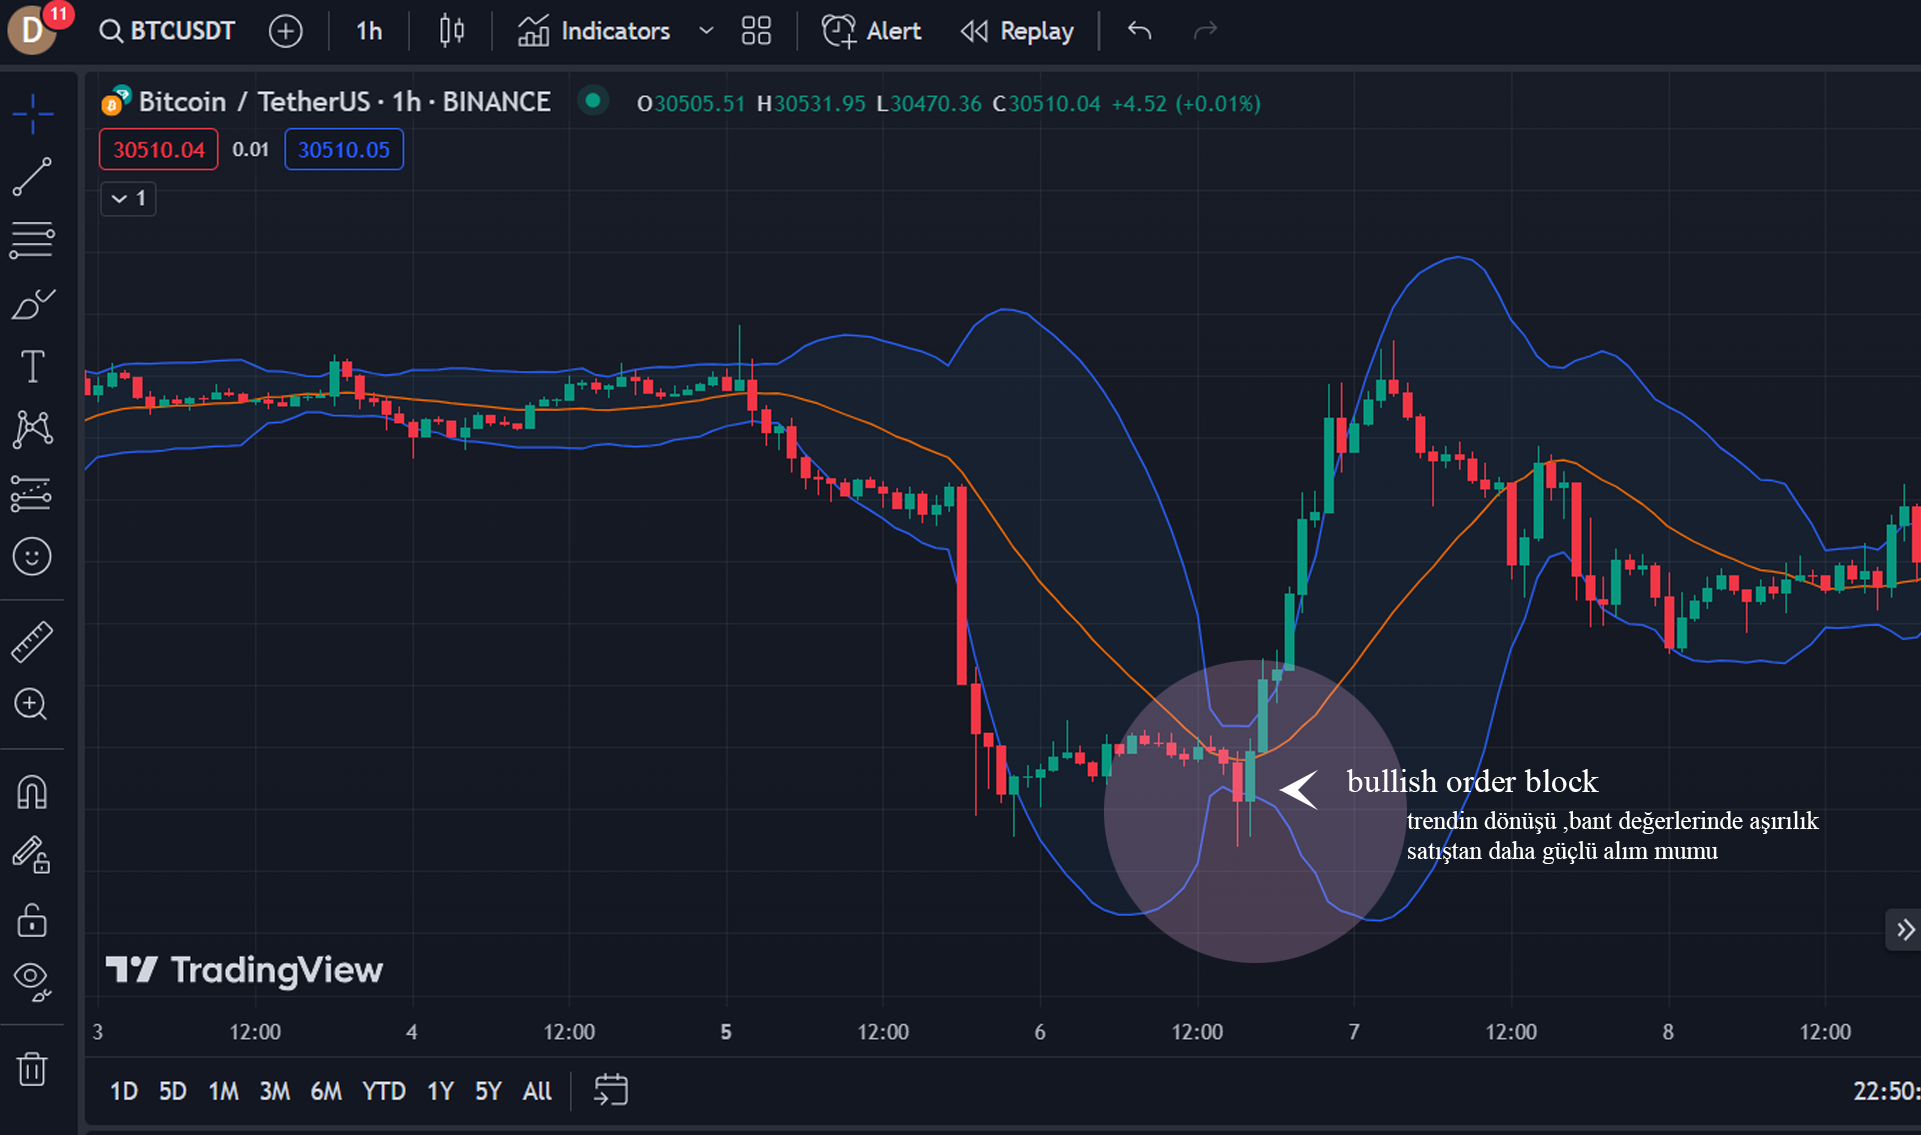 D
11
BTCUSDT
1h
Indicators
Alert
Replay
Bitcoin / TetherUS · 1h · BINANCE
O30505.51 H30531.95 L30470.36 C30510.04 +4.52 (+0.01%)
30510.04
0.01
30510.05
1
bullish order block
trendin dönüşü ,bant değerlerinde aşırılık
satıştan daha güçlü alım mumu
TradingView
3 12:00 4 12:00 5 12:00 6 12:00 7 12:00 8 12:00
1D 5D 1M 3M 6M YTD 1Y 5Y All
22:50: